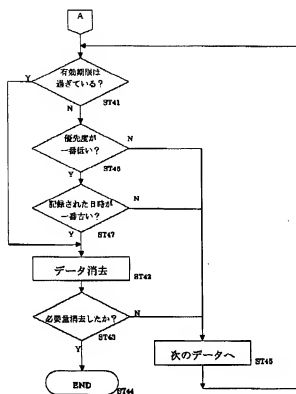 A
有効期限は
過ぎている?
Y
N
ST41
優先度が
一番低い?
N
Y
ST46
記録された日時が
一番古い?
N
Y
ST47
データ消去
ST42
必要量消去したか?
N
Y
ST43
次のデータへ
ST45
END
ST44